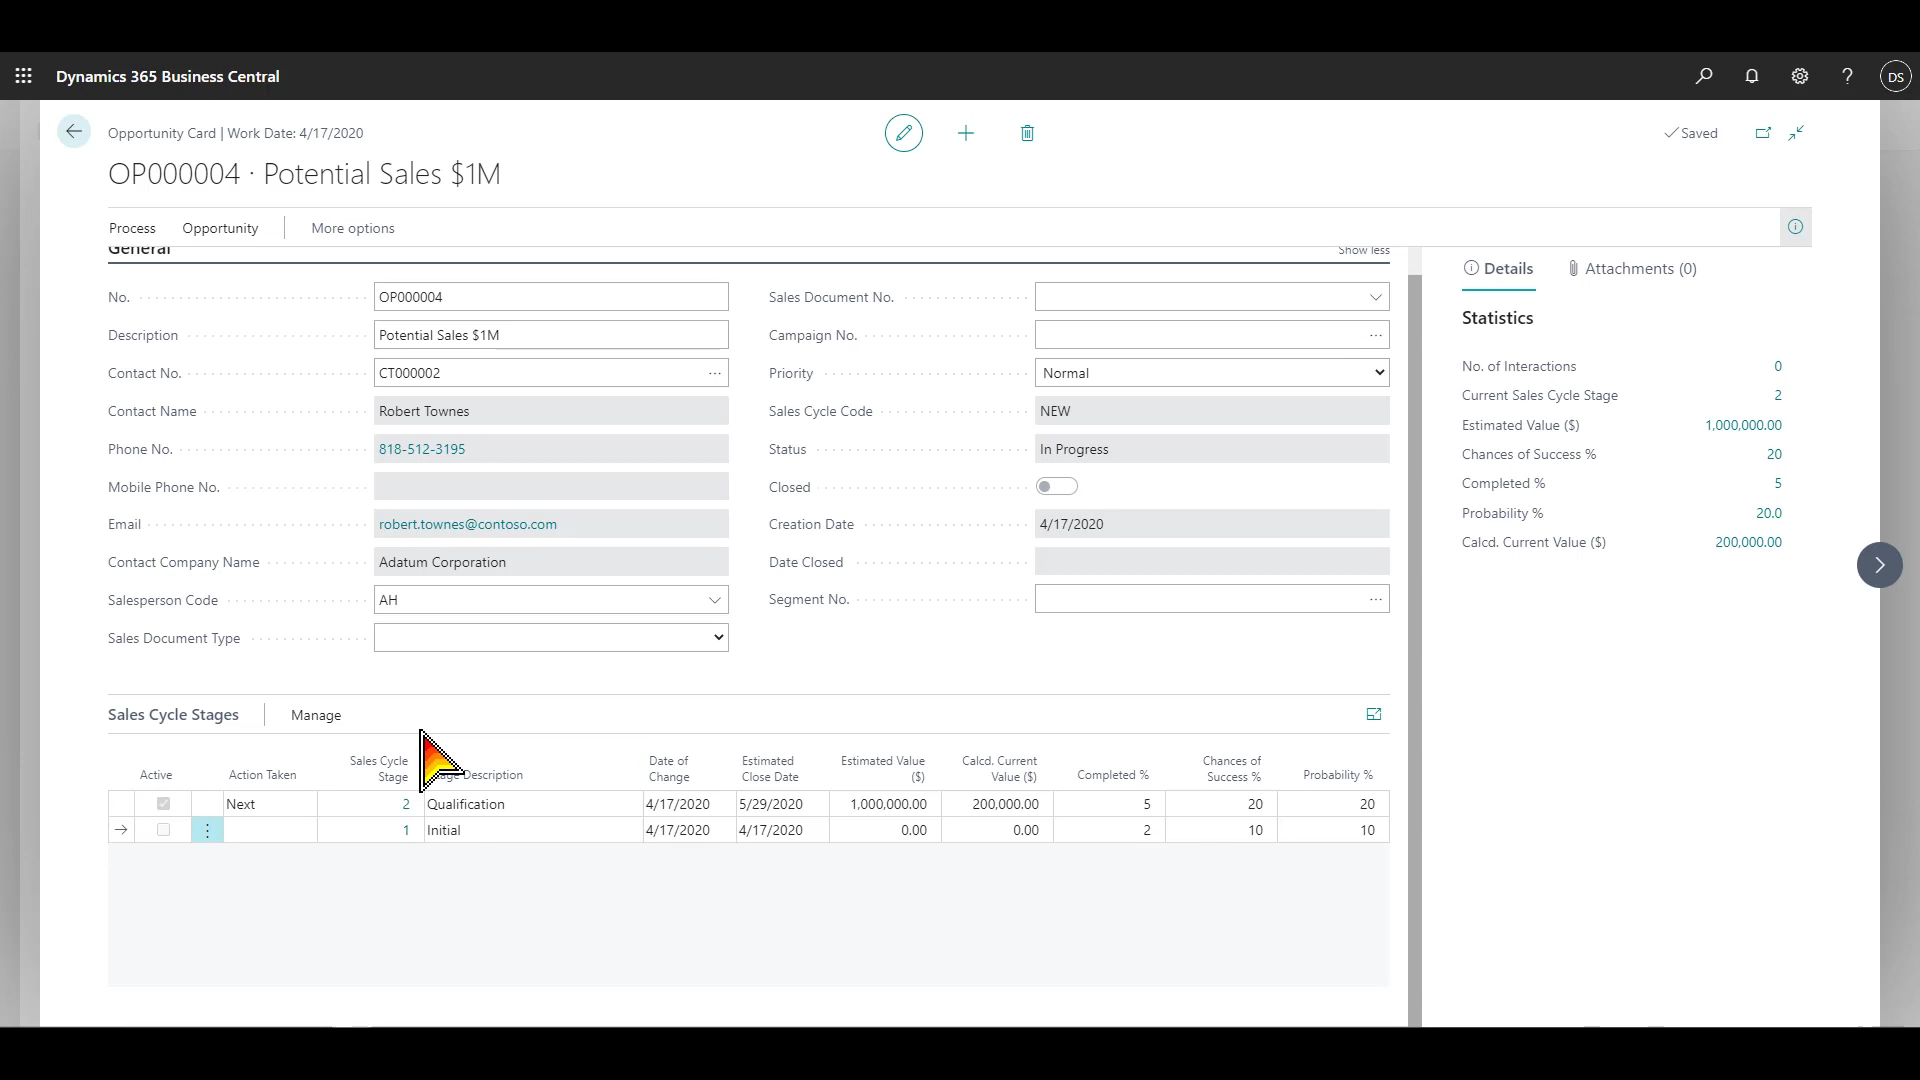 Dynamics 365 Business Central
DS
Opportunity Card | Work Date: 4/17/2020
Saved
OP000004 · Potential Sales $1M
Process Opportunity More options
General Show less
No. OP000004
Description Potential Sales $1M
Contact No. CT000002
Contact Name Robert Townes
Phone No. 818-512-3195
Mobile Phone No.
Email robert.townes@contoso.com
Contact Company Name Adatum Corporation
Salesperson Code AH
Sales Document Type
Sales Document No.
Campaign No.
Priority Normal
Sales Cycle Code NEW
Status In Progress
Closed
Creation Date 4/17/2020
Date Closed
Segment No.
Details Attachments (0)
Statistics
No. of Interactions 0
Current Sales Cycle Stage 2
Estimated Value ($) 1,000,000.00
Chances of Success % 20
Completed % 5
Probability % 20.0
Calcd. Current Value ($) 200,000.00
Sales Cycle Stages Manage
Active Action Taken Sales Cycle Stage Description Date of Change Estimated Close Date Estimated Value ($) Calcd. Current Value ($) Completed % Chances of Success % Probability %
Next 2 Qualification 4/17/2020 5/29/2020 1,000,000.00 200,000.00 5 20 20
1 Initial 4/17/2020 4/17/2020 0.00 0.00 2 10 10